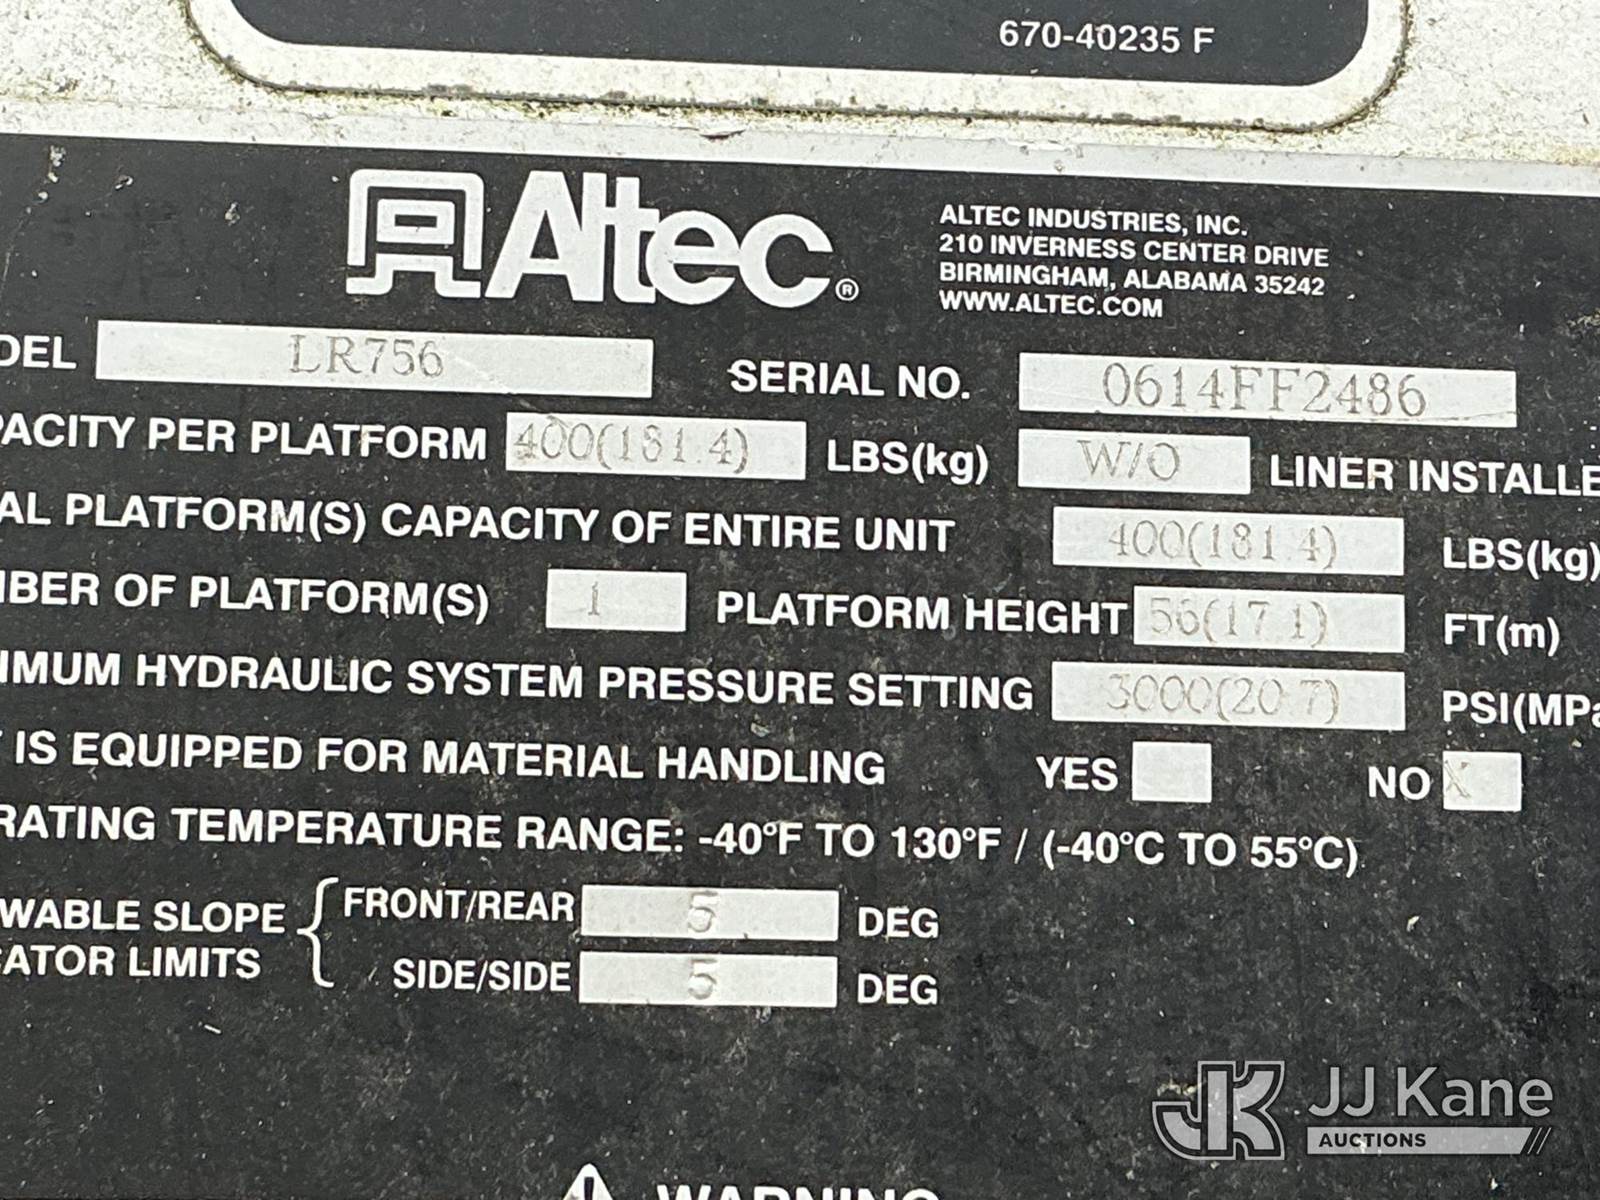 670-40235 F
Altec®
ALTEC INDUSTRIES, INC.
210 INVERNESS CENTER DRIVE
BIRMINGHAM, ALABAMA 35242
WWW.ALTEC.COM
DEL LR756 SERIAL NO. 0614FF2486
PACITY PER PLATFORM 400(181.4) LBS(kg) W/O LINER INSTALLE
AL PLATFORM(S) CAPACITY OF ENTIRE UNIT 400(181.4) LBS(kg)
MBER OF PLATFORM(S) 1 PLATFORM HEIGHT 56(17.1) FT(m)
IMUM HYDRAULIC SYSTEM PRESSURE SETTING 3000(20.7) PSI(MPa
IS EQUIPPED FOR MATERIAL HANDLING YES NO X
RATING TEMPERATURE RANGE: -40°F TO 130°F / (-40°C TO 55°C)
WABLE SLOPE FRONT/REAR 5 DEG
CATOR LIMITS SIDE/SIDE 5 DEG
WARNING
JK JJ Kane
AUCTIONS